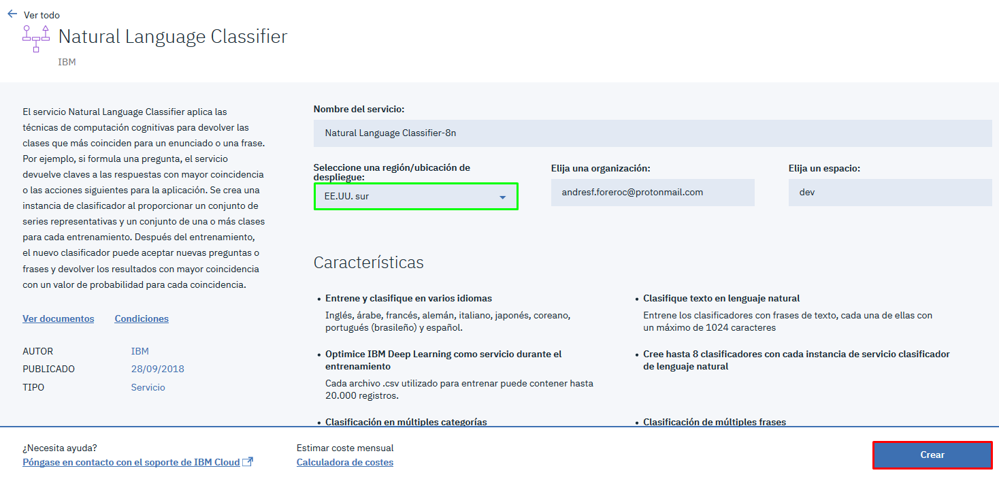 Ver todo
Natural Language Classifier
IBM
El servicio Natural Language Classifier aplica las
técnicas de computación cognitivas para devolver las
clases que más coinciden para un enunciado o una frase.
Por ejemplo, si formula una pregunta, el servicio
devuelve claves a las respuestas con mayor coincidencia
o las acciones siguientes para la aplicación. Se crea una
instancia de clasificador al proporcionar un conjunto de
series representativas y un conjunto de una o más clases
para cada entrenamiento. Después del entrenamiento,
el nuevo clasificador puede aceptar nuevas preguntas o
frases y devolver los resultados con mayor coincidencia
con un valor de probabilidad para cada coincidencia.
Ver documentos Condiciones
AUTOR IBM
PUBLICADO 28/09/2018
TIPO Servicio
Nombre del servicio:
Natural Language Classifier-8n
Seleccione una región/ubicación de
despliegue:
EE.UU. sur
Elija una organización:
andresf.foreroc@protonmail.com
Elija un espacio:
dev
Características
• Entrene y clasifique en varios idiomas
Inglés, árabe, francés, alemán, italiano, japonés, coreano,
portugués (brasileño) y español.
• Optimice IBM Deep Learning como servicio durante el
entrenamiento
Cada archivo .csv utilizado para entrenar puede contener hasta
20.000 registros.
• Clasificación en múltiples categorías
• Clasifique texto en lenguaje natural
Entrene los clasificadores con frases de texto, cada una de ellas con
un máximo de 1024 caracteres
• Cree hasta 8 clasificadores con cada instancia de servicio clasificador
de lenguaje natural
• Clasificación de múltiples frases
¿Necesita ayuda?
Póngase en contacto con el soporte de IBM Cloud
Estimar coste mensual
Calculadora de costes
Crear